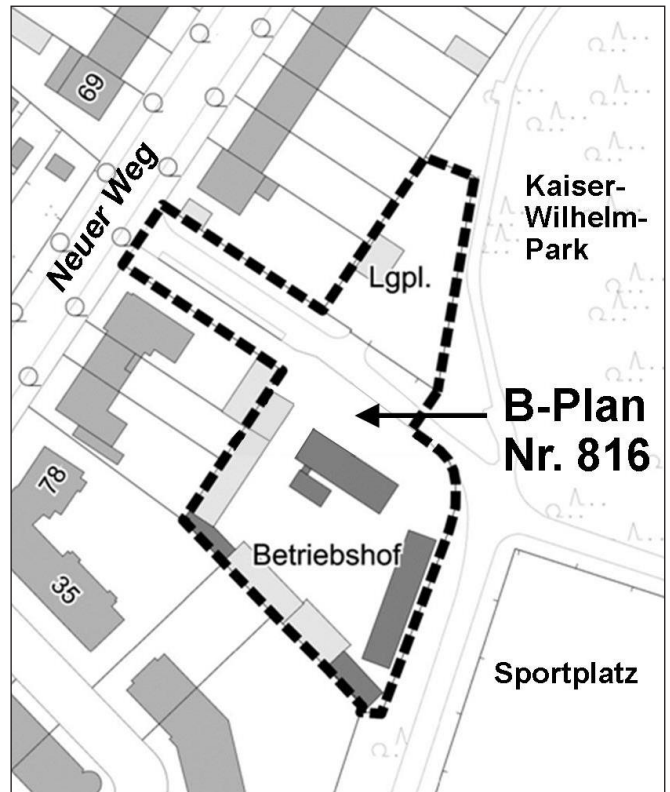 69
Neuer Weg
Kaiser-
Wilhelm-
Park
Lgpl.
B-Plan
Nr. 816
78
Betriebshof
35
Sportplatz